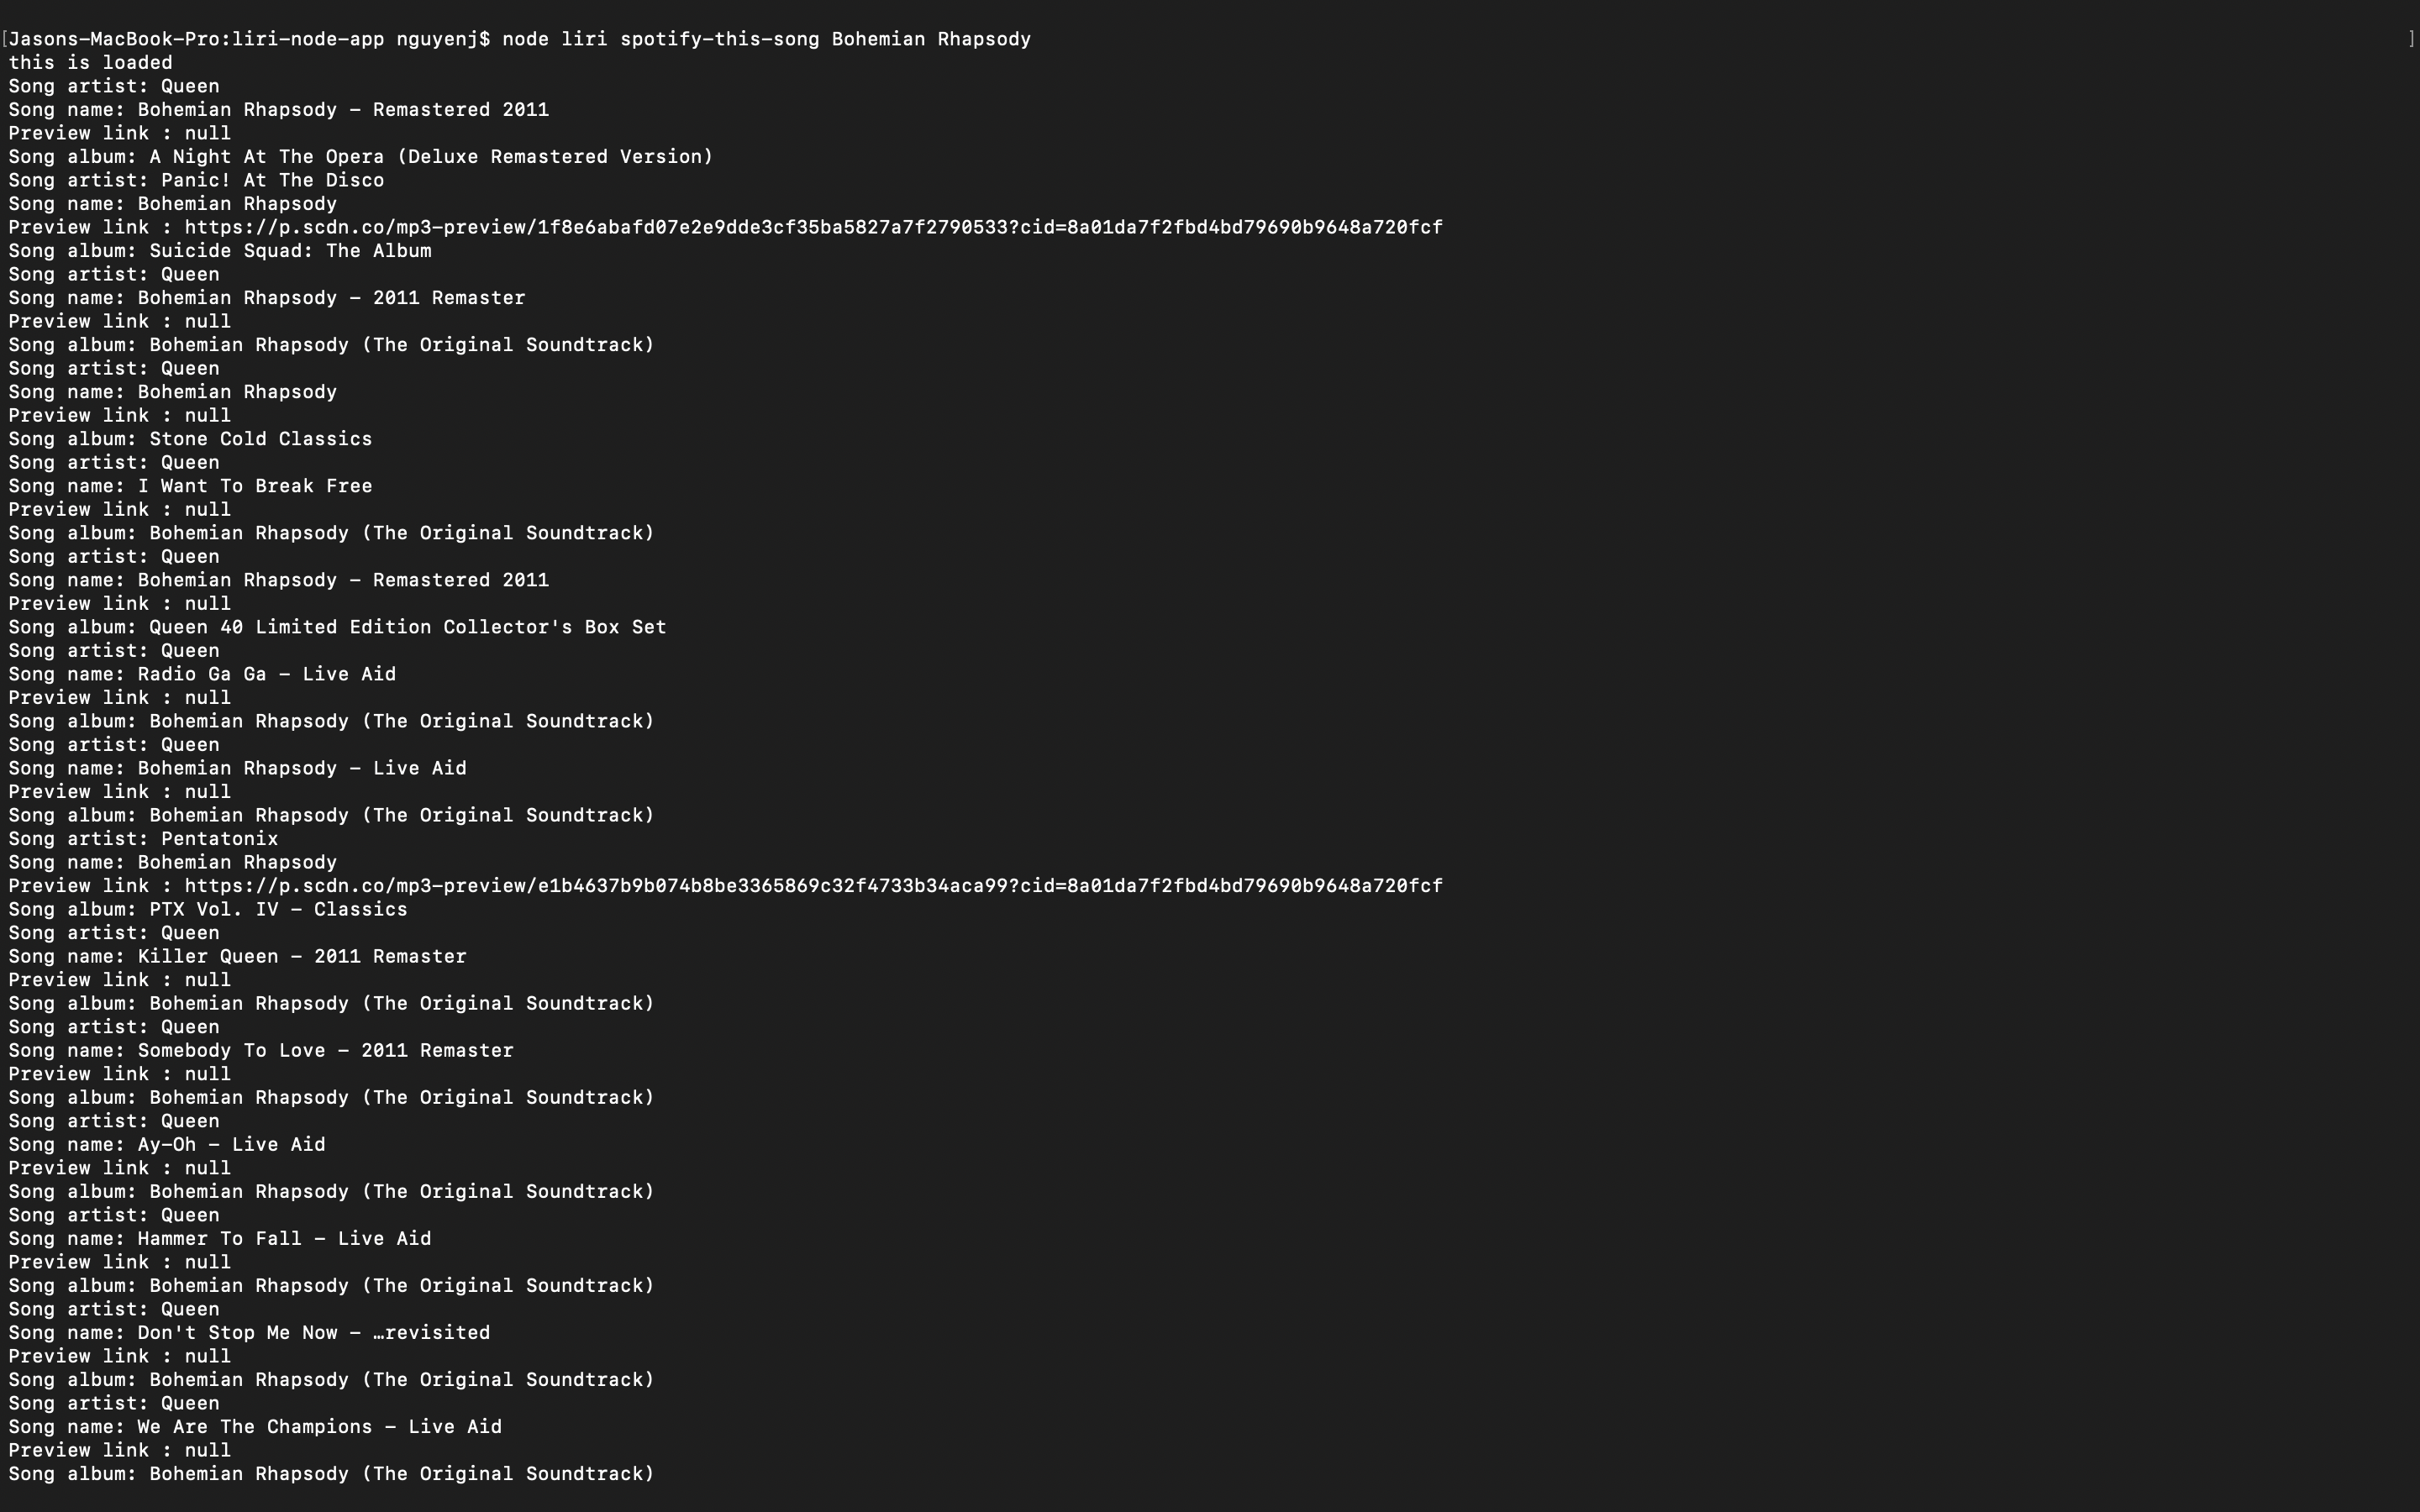 [Jasons-MacBook-Pro:liri-node-app nguyenj$ node liri spotify-this-song Bohemian Rhapsody ]
this is loaded
Song artist: Queen
Song name: Bohemian Rhapsody - Remastered 2011
Preview link : null
Song album: A Night At The Opera (Deluxe Remastered Version)
Song artist: Panic! At The Disco
Song name: Bohemian Rhapsody
Preview link : https://p.scdn.co/mp3-preview/1f8e6abafd07e2e9dde3cf35ba5827a7f2790533?cid=8a01da7f2fbd4bd79690b9648a720fcf
Song album: Suicide Squad: The Album
Song artist: Queen
Song name: Bohemian Rhapsody - 2011 Remaster
Preview link : null
Song album: Bohemian Rhapsody (The Original Soundtrack)
Song artist: Queen
Song name: Bohemian Rhapsody
Preview link : null
Song album: Stone Cold Classics
Song artist: Queen
Song name: I Want To Break Free
Preview link : null
Song album: Bohemian Rhapsody (The Original Soundtrack)
Song artist: Queen
Song name: Bohemian Rhapsody - Remastered 2011
Preview link : null
Song album: Queen 40 Limited Edition Collector's Box Set
Song artist: Queen
Song name: Radio Ga Ga - Live Aid
Preview link : null
Song album: Bohemian Rhapsody (The Original Soundtrack)
Song artist: Queen
Song name: Bohemian Rhapsody - Live Aid
Preview link : null
Song album: Bohemian Rhapsody (The Original Soundtrack)
Song artist: Pentatonix
Song name: Bohemian Rhapsody
Preview link : https://p.scdn.co/mp3-preview/e1b4637b9b074b8be3365869c32f4733b34aca99?cid=8a01da7f2fbd4bd79690b9648a720fcf
Song album: PTX Vol. IV - Classics
Song artist: Queen
Song name: Killer Queen - 2011 Remaster
Preview link : null
Song album: Bohemian Rhapsody (The Original Soundtrack)
Song artist: Queen
Song name: Somebody To Love - 2011 Remaster
Preview link : null
Song album: Bohemian Rhapsody (The Original Soundtrack)
Song artist: Queen
Song name: Ay-Oh - Live Aid
Preview link : null
Song album: Bohemian Rhapsody (The Original Soundtrack)
Song artist: Queen
Song name: Hammer To Fall - Live Aid
Preview link : null
Song album: Bohemian Rhapsody (The Original Soundtrack)
Song artist: Queen
Song name: Don't Stop Me Now - …revisited
Preview link : null
Song album: Bohemian Rhapsody (The Original Soundtrack)
Song artist: Queen
Song name: We Are The Champions - Live Aid
Preview link : null
Song album: Bohemian Rhapsody (The Original Soundtrack)